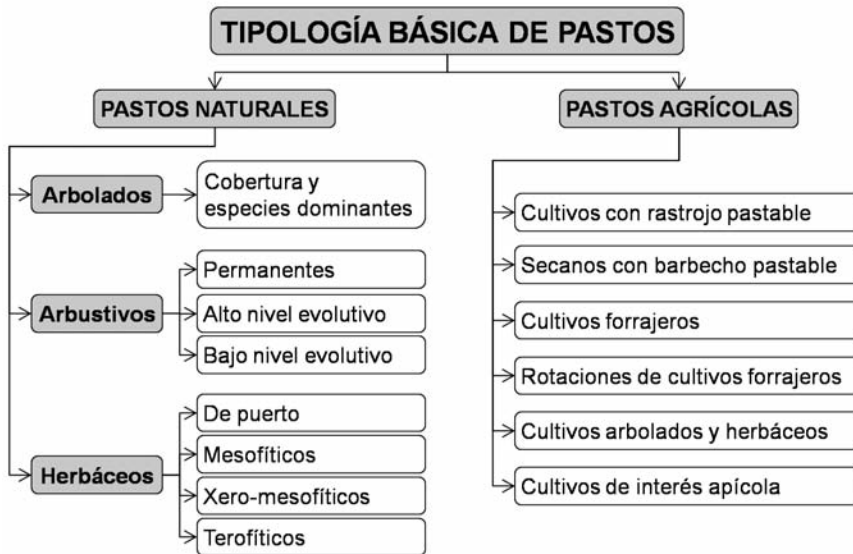 TIPOLOGÍA BÁSICA DE PASTOS
PASTOS NATURALES
Arbolados
Cobertura y
especies dominantes
Arbustivos
Permanentes
Alto nivel evolutivo
Bajo nivel evolutivo
Herbáceos
De puerto
Mesofíticos
Xero-mesofíticos
Terofíticos
PASTOS AGRÍCOLAS
Cultivos con rastrojo pastable
Secanos con barbecho pastable
Cultivos forrajeros
Rotaciones de cultivos forrajeros
Cultivos arbolados y herbáceos
Cultivos de interés apícola